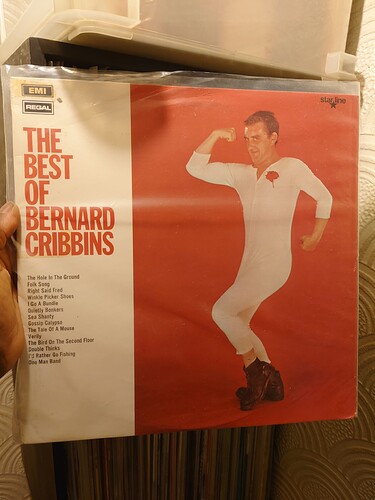 EMI
REGAL
starline
THE
BEST
OF
BERNARD
CRIBBINS
The Hole In The Ground
Folk Song
Right Said Fred
Winkle Picker Shoes
I Go A Bundle
Quietly Bonkers
Sea Shanty
Gossip Calypso
The Tale Of A Mouse
Verily
The Bird On The Second Floor
Double Thinks
I'd Rather Go Fishing
One Man Band